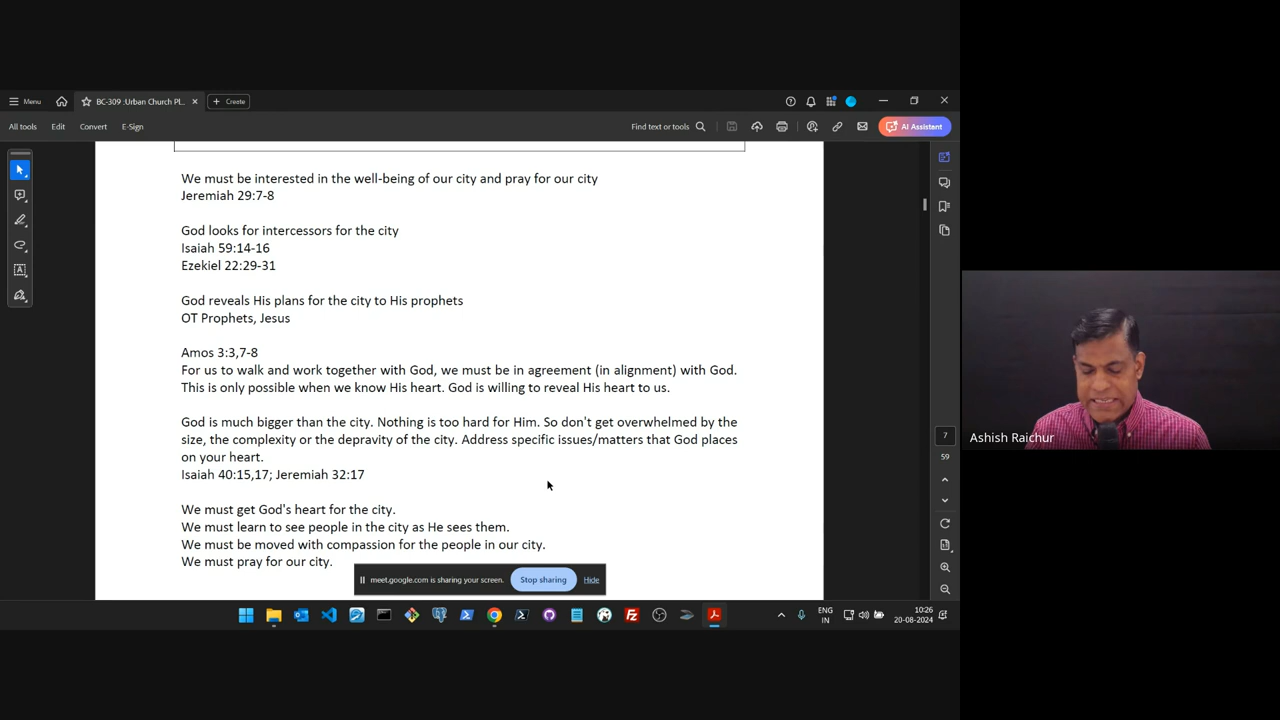 Menu
BC-309 :Urban Church Pl...
Create
All tools
Edit
Convert
E-Sign
Find text or tools
AI Assistant
We must be interested in the well-being of our city and pray for our city
Jeremiah 29:7-8
God looks for intercessors for the city
Isaiah 59:14-16
Ezekiel 22:29-31
God reveals His plans for the city to His prophets
OT Prophets, Jesus
Amos 3:3,7-8
For us to walk and work together with God, we must be in agreement (in alignment) with God.
This is only possible when we know His heart. God is willing to reveal His heart to us.
God is much bigger than the city. Nothing is too hard for Him. So don't get overwhelmed by the
size, the complexity or the depravity of the city. Address specific issues/matters that God places
on your heart.
Isaiah 40:15,17; Jeremiah 32:17
We must get God's heart for the city.
We must learn to see people in the city as He sees them.
We must be moved with compassion for the people in our city.
We must pray for our city.
7
59
meet.google.com is sharing your screen.
Stop sharing
Hide
ENG
IN
10:26
20-08-2024
Ashish Raichur